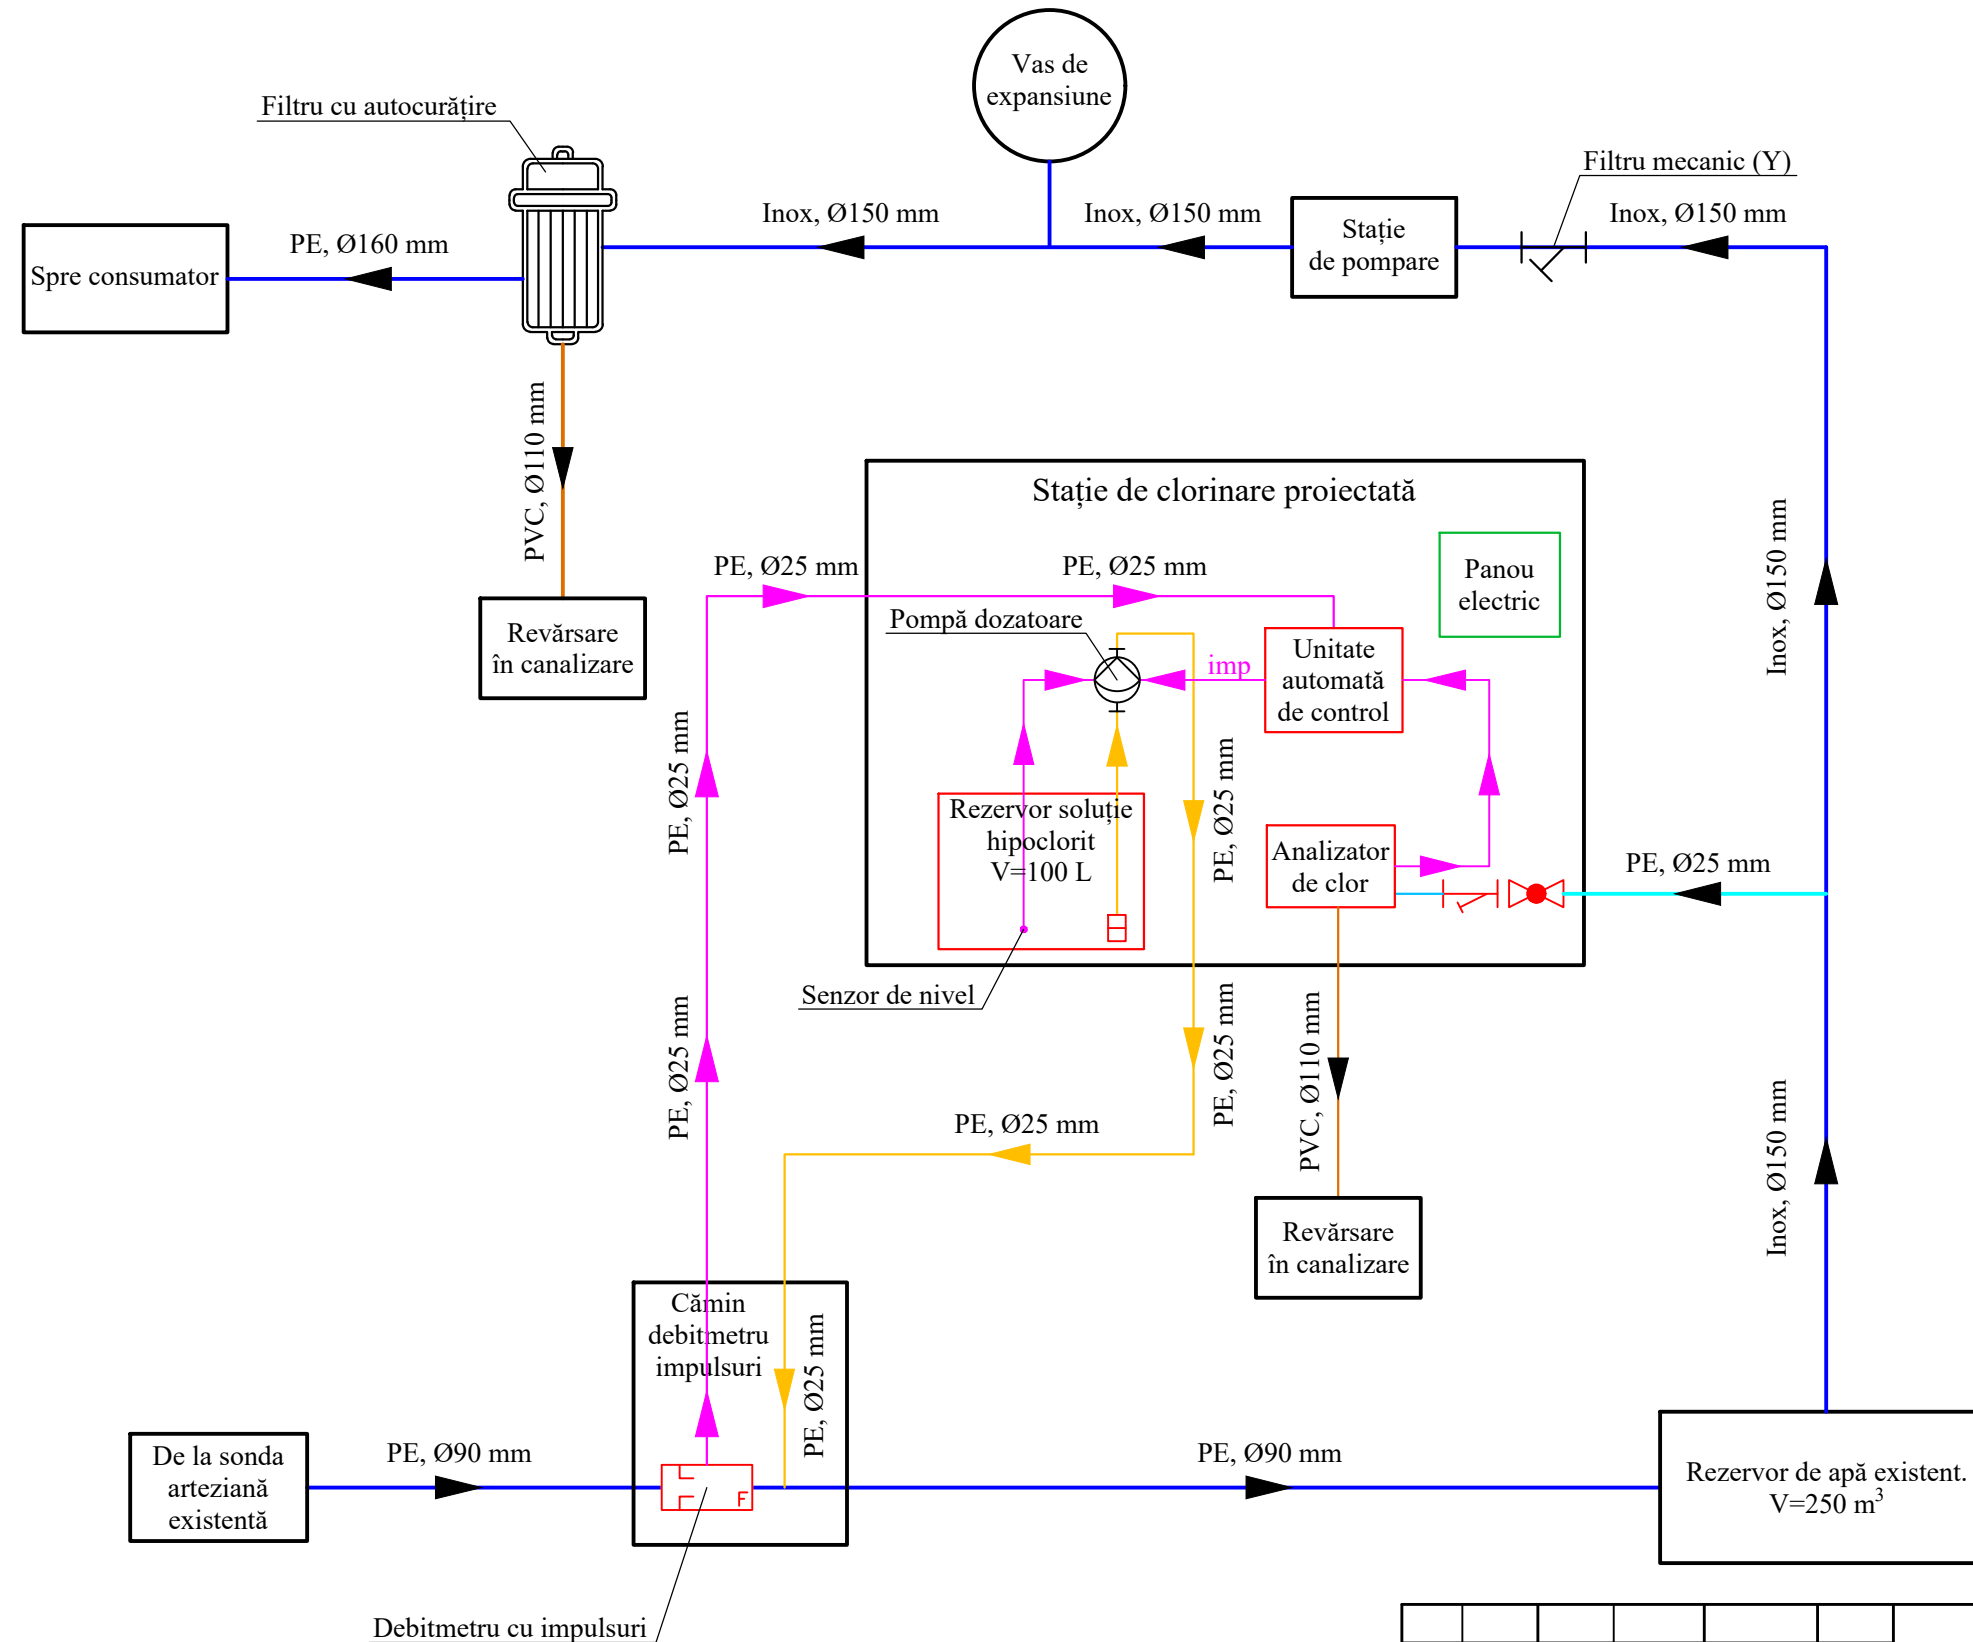 Vas de
expansiune
Filtru cu autocurățire
Filtru mecanic (Y)
Inox, Ø150 mm
Inox, Ø150 mm
Inox, Ø150 mm
Stație
de pompare
PE, Ø160 mm
Spre consumator
PVC, Ø110 mm
Revărsare
în canalizare
Stație de clorinare proiectată
PE, Ø25 mm
PE, Ø25 mm
Panou
electric
Inox, Ø150 mm
Pompă dozatoare
imp
Unitate
automată
de control
PE, Ø25 mm
PE, Ø25 mm
Rezervor soluție
hipoclorit
V=100 L
Analizator
de clor
PE, Ø25 mm
Senzor de nivel
PE, Ø25 mm
PE, Ø25 mm
PVC, Ø110 mm
PE, Ø25 mm
Inox, Ø150 mm
Revărsare
în canalizare
Cămin
debitmetru
impulsuri
PE, Ø25 mm
De la sonda
arteziană
existentă
PE, Ø90 mm
F
PE, Ø90 mm
Rezervor de apă existent.
V=250 m³
Debitmetru cu impulsuri